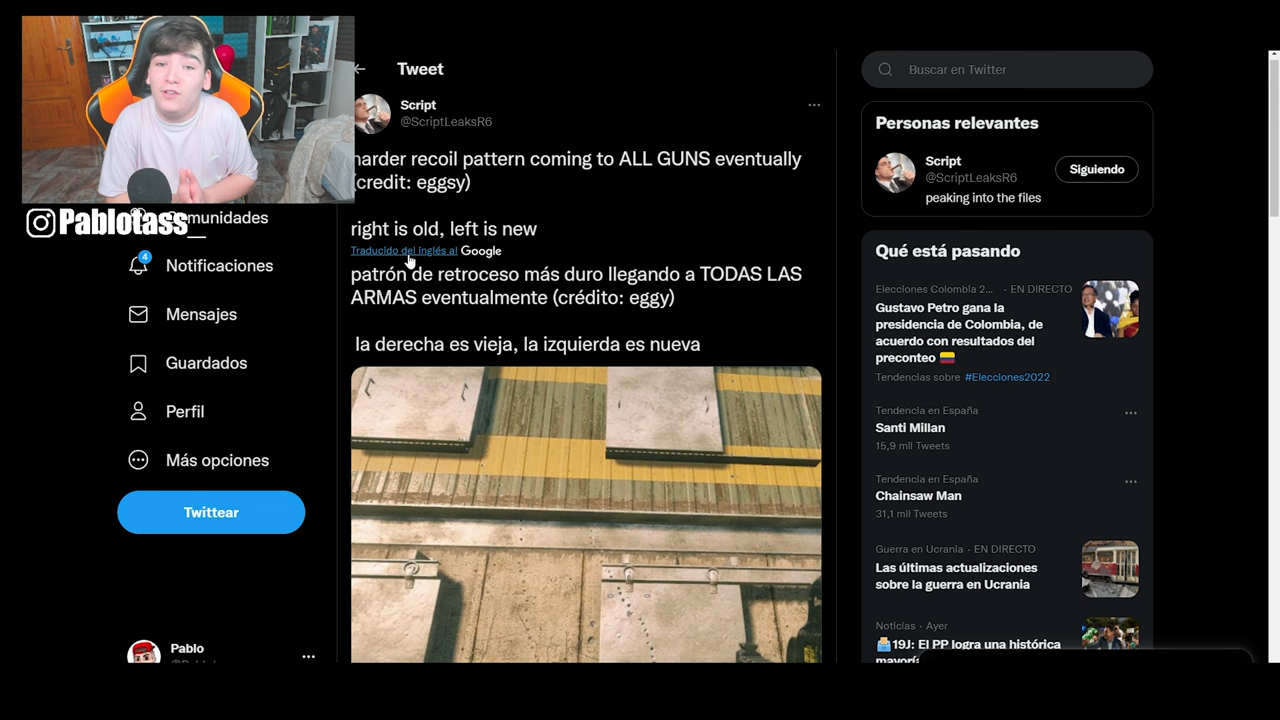 Tweet
Script
@ScriptLeaksR6
harder recoil pattern coming to ALL GUNS eventually
(credit: eggsy)
right is old, left is new
Traducido del inglés al Google
patrón de retroceso más duro llegando a TODAS LAS
ARMAS eventualmente (crédito: eggy)
la derecha es vieja, la izquierda es nueva
Pablotass__
munidades
4
Notificaciones
Mensajes
Guardados
Perfil
Más opciones
Twittear
Pablo
Buscar en Twitter
Personas relevantes
Script
@ScriptLeaksR6
Siguiendo
peaking into the files
Qué está pasando
Elecciones Colombia 2... · EN DIRECTO
Gustavo Petro gana la
presidencia de Colombia, de
acuerdo con resultados del
preconteo
Tendencias sobre #Elecciones2022
Tendencia en España
Santi Millan
15,9 mil Tweets
Tendencia en España
Chainsaw Man
31,1 mil Tweets
Guerra en Ucrania · EN DIRECTO
Las últimas actualizaciones
sobre la guerra en Ucrania
Noticias · Ayer
19J: El PP logra una histórica
mayoría